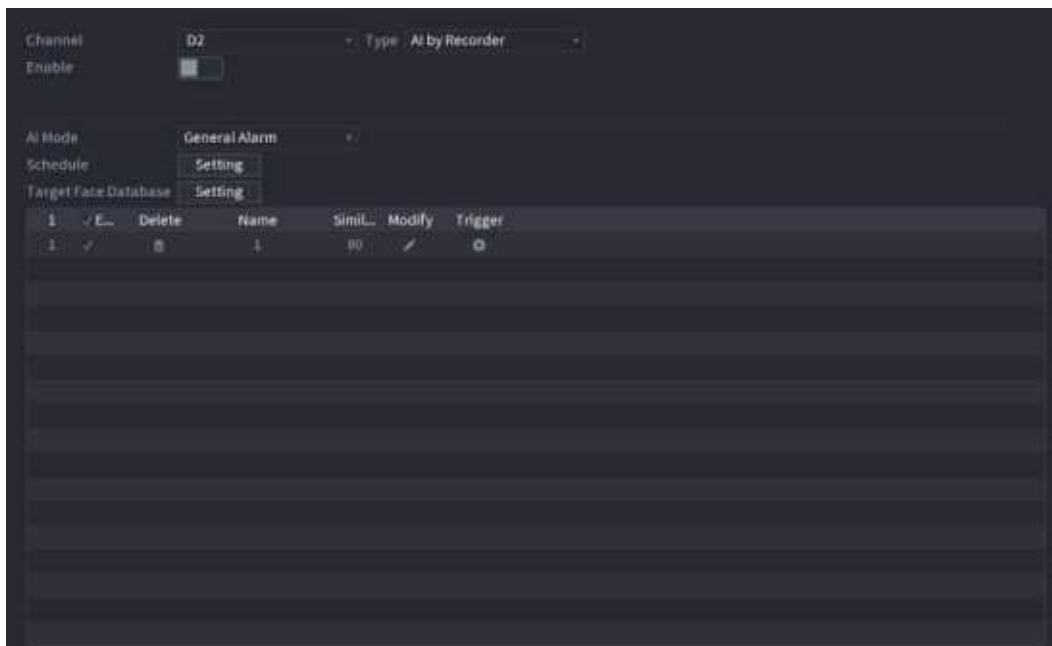 Channel D2 Type AI by Recorder
Enable
AI Mode General Alarm
Schedule Setting
Target Face Database Setting
1 E... Delete Name Simil... Modify Trigger
1 1 80